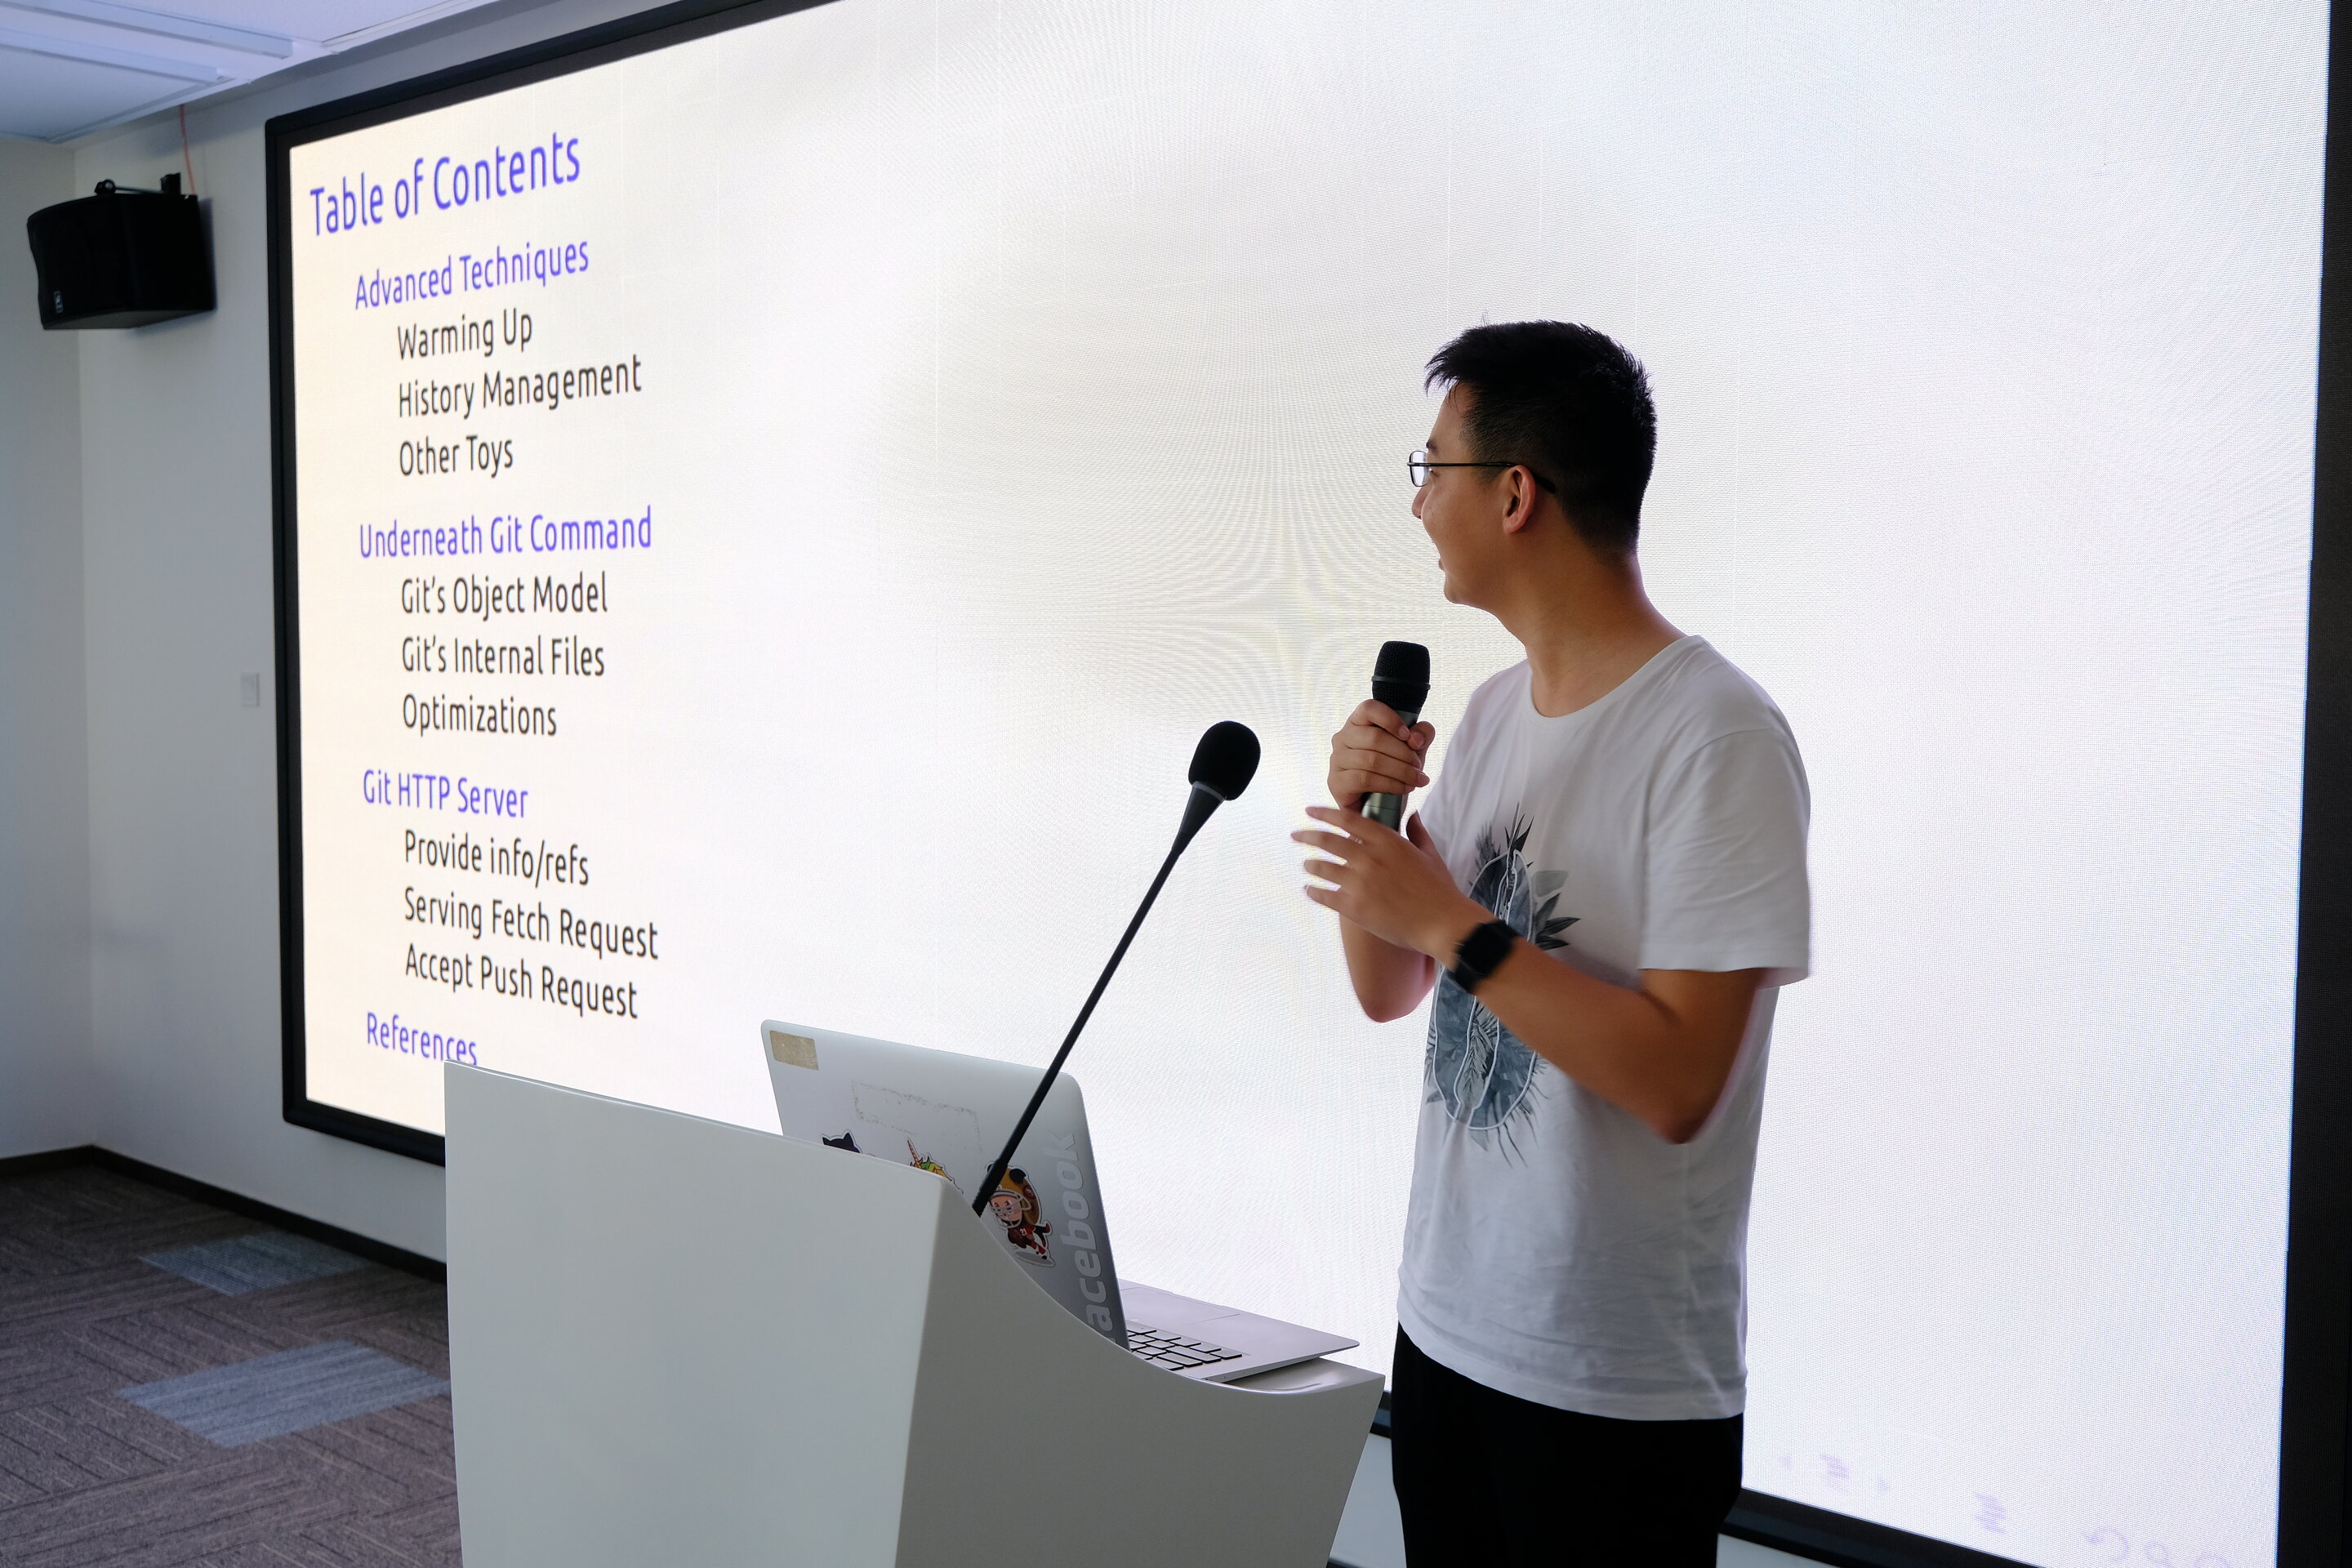 Table of Contents
Advanced Techniques
Warming Up
History Management
Other Toys
Underneath Git Command
Git's Object Model
Git's Internal Files
Optimizations
Git HTTP Server
Provide info/refs
Serving Fetch Request
Accept Push Request
References
acebook